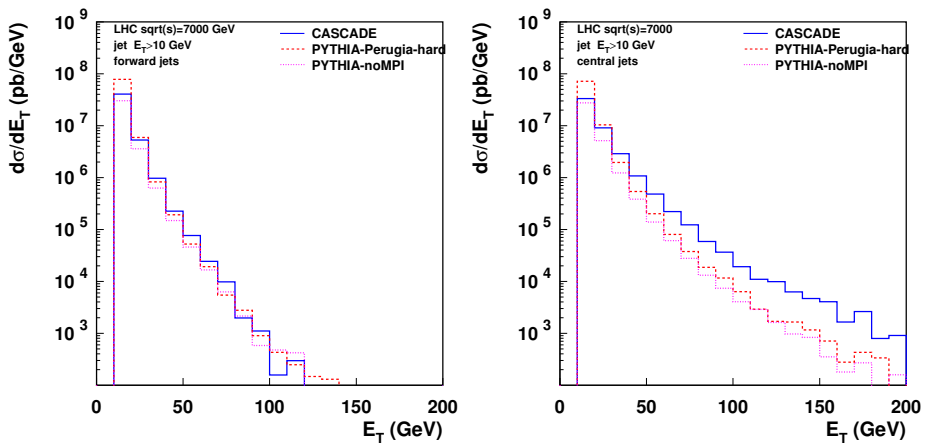 dσ/dE_T (pb/GeV)
10^9
10^8
10^7
10^6
10^5
10^4
10^3
LHC sqrt(s)=7000 GeV
jet E_T>10 GeV
forward jets
CASCADE
PYTHIA-Perugia-hard
PYTHIA-noMPI
0 50 100 150 200
E_T (GeV)
dσ/dE_T (pb/GeV)
10^9
10^8
10^7
10^6
10^5
10^4
10^3
LHC sqrt(s)=7000 GeV
jet E_T>10 GeV
central jets
CASCADE
PYTHIA-Perugia-hard
PYTHIA-noMPI
0 50 100 150 200
E_T (GeV)